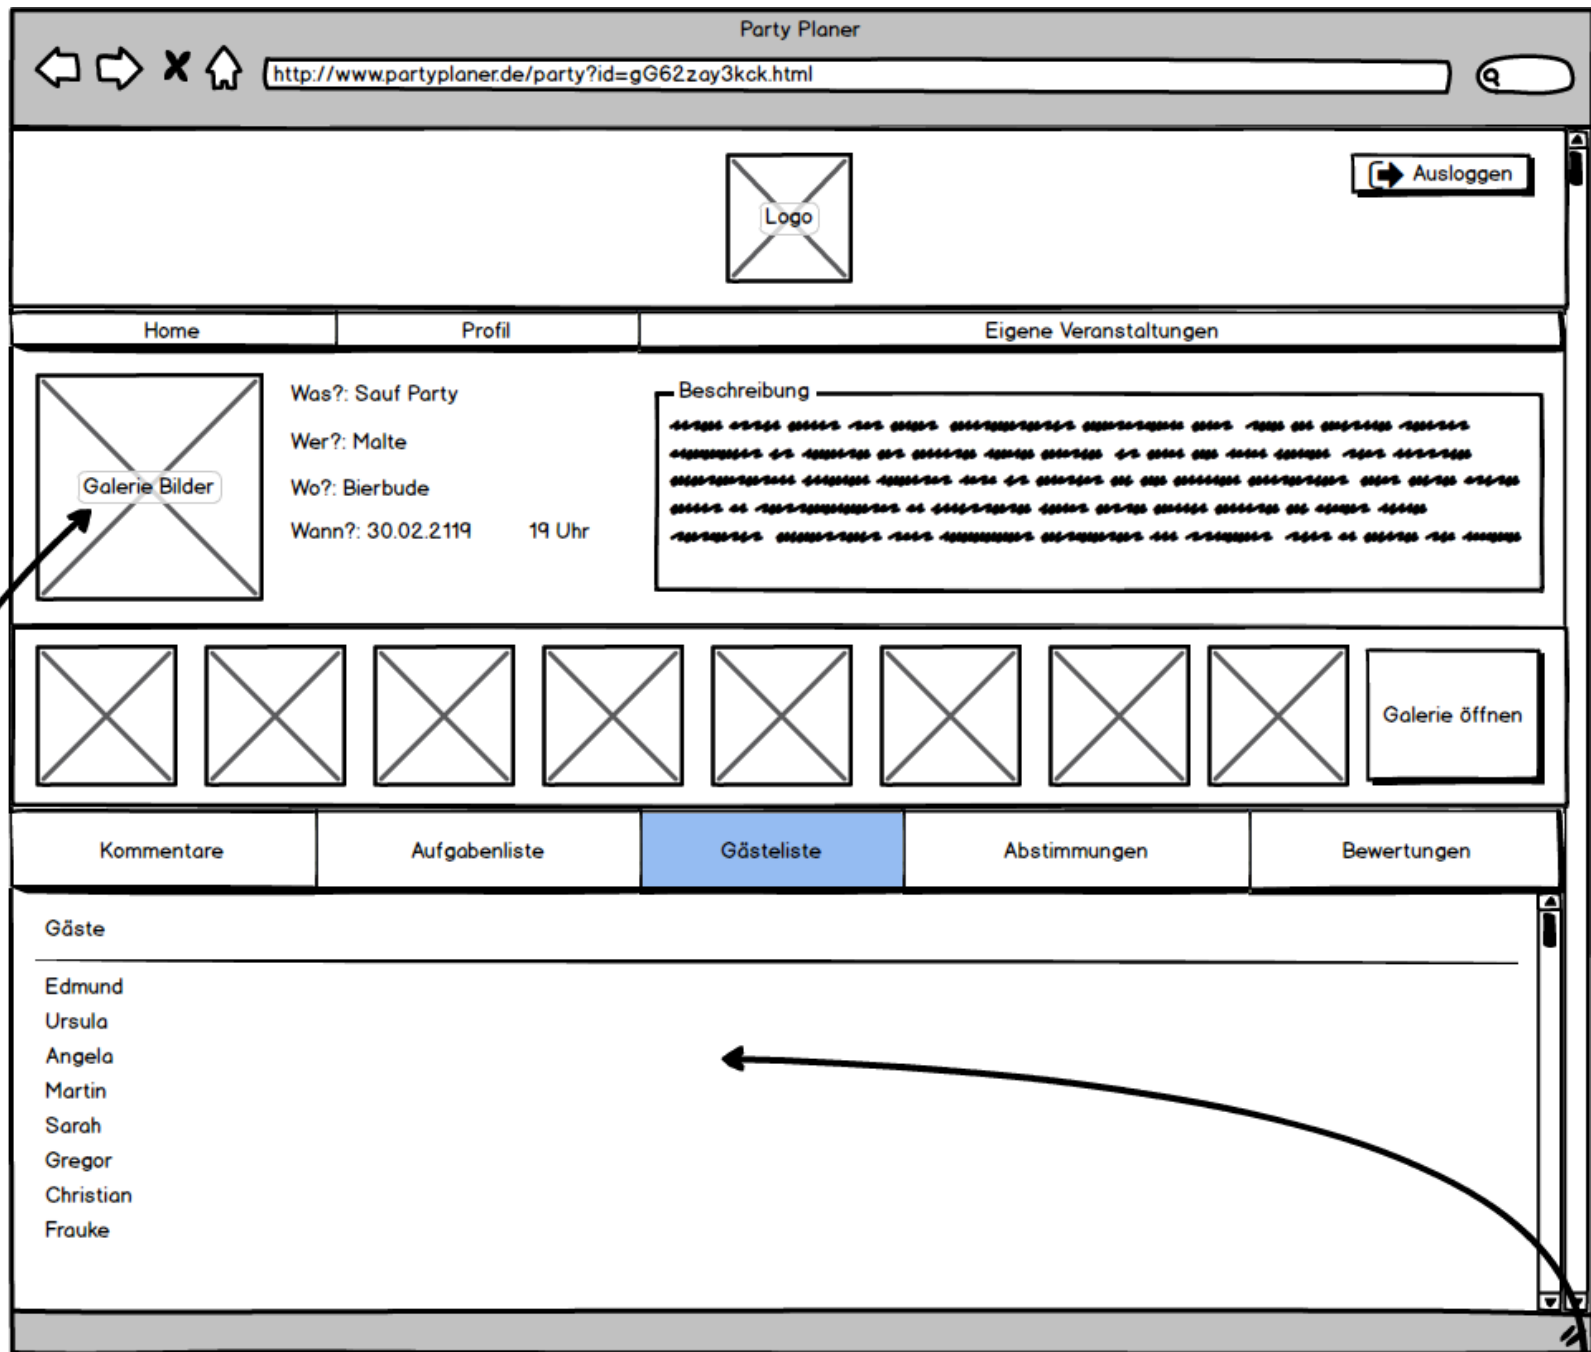 Party Planer
http://www.partyplaner.de/party?id=gG62zay3kck.html
Ausloggen
Logo
Home
Profil
Eigene Veranstaltungen
Galerie Bilder
Was?: Sauf Party
Wer?: Malte
Wo?: Bierbude
Wann?: 30.02.2119 19 Uhr
Beschreibung
Galerie öffnen
Kommentare
Aufgabenliste
Gästeliste
Abstimmungen
Bewertungen
Gäste
Edmund
Ursula
Angela
Martin
Sarah
Gregor
Christian
Frauke